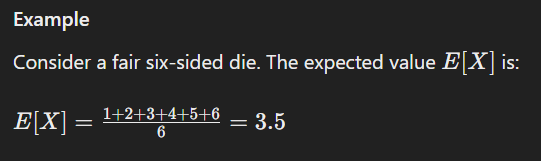 Example
Consider a fair six-sided die. The expected value E[X] is:
E[X] = \frac{1+2+3+4+5+6}{6} = 3.5